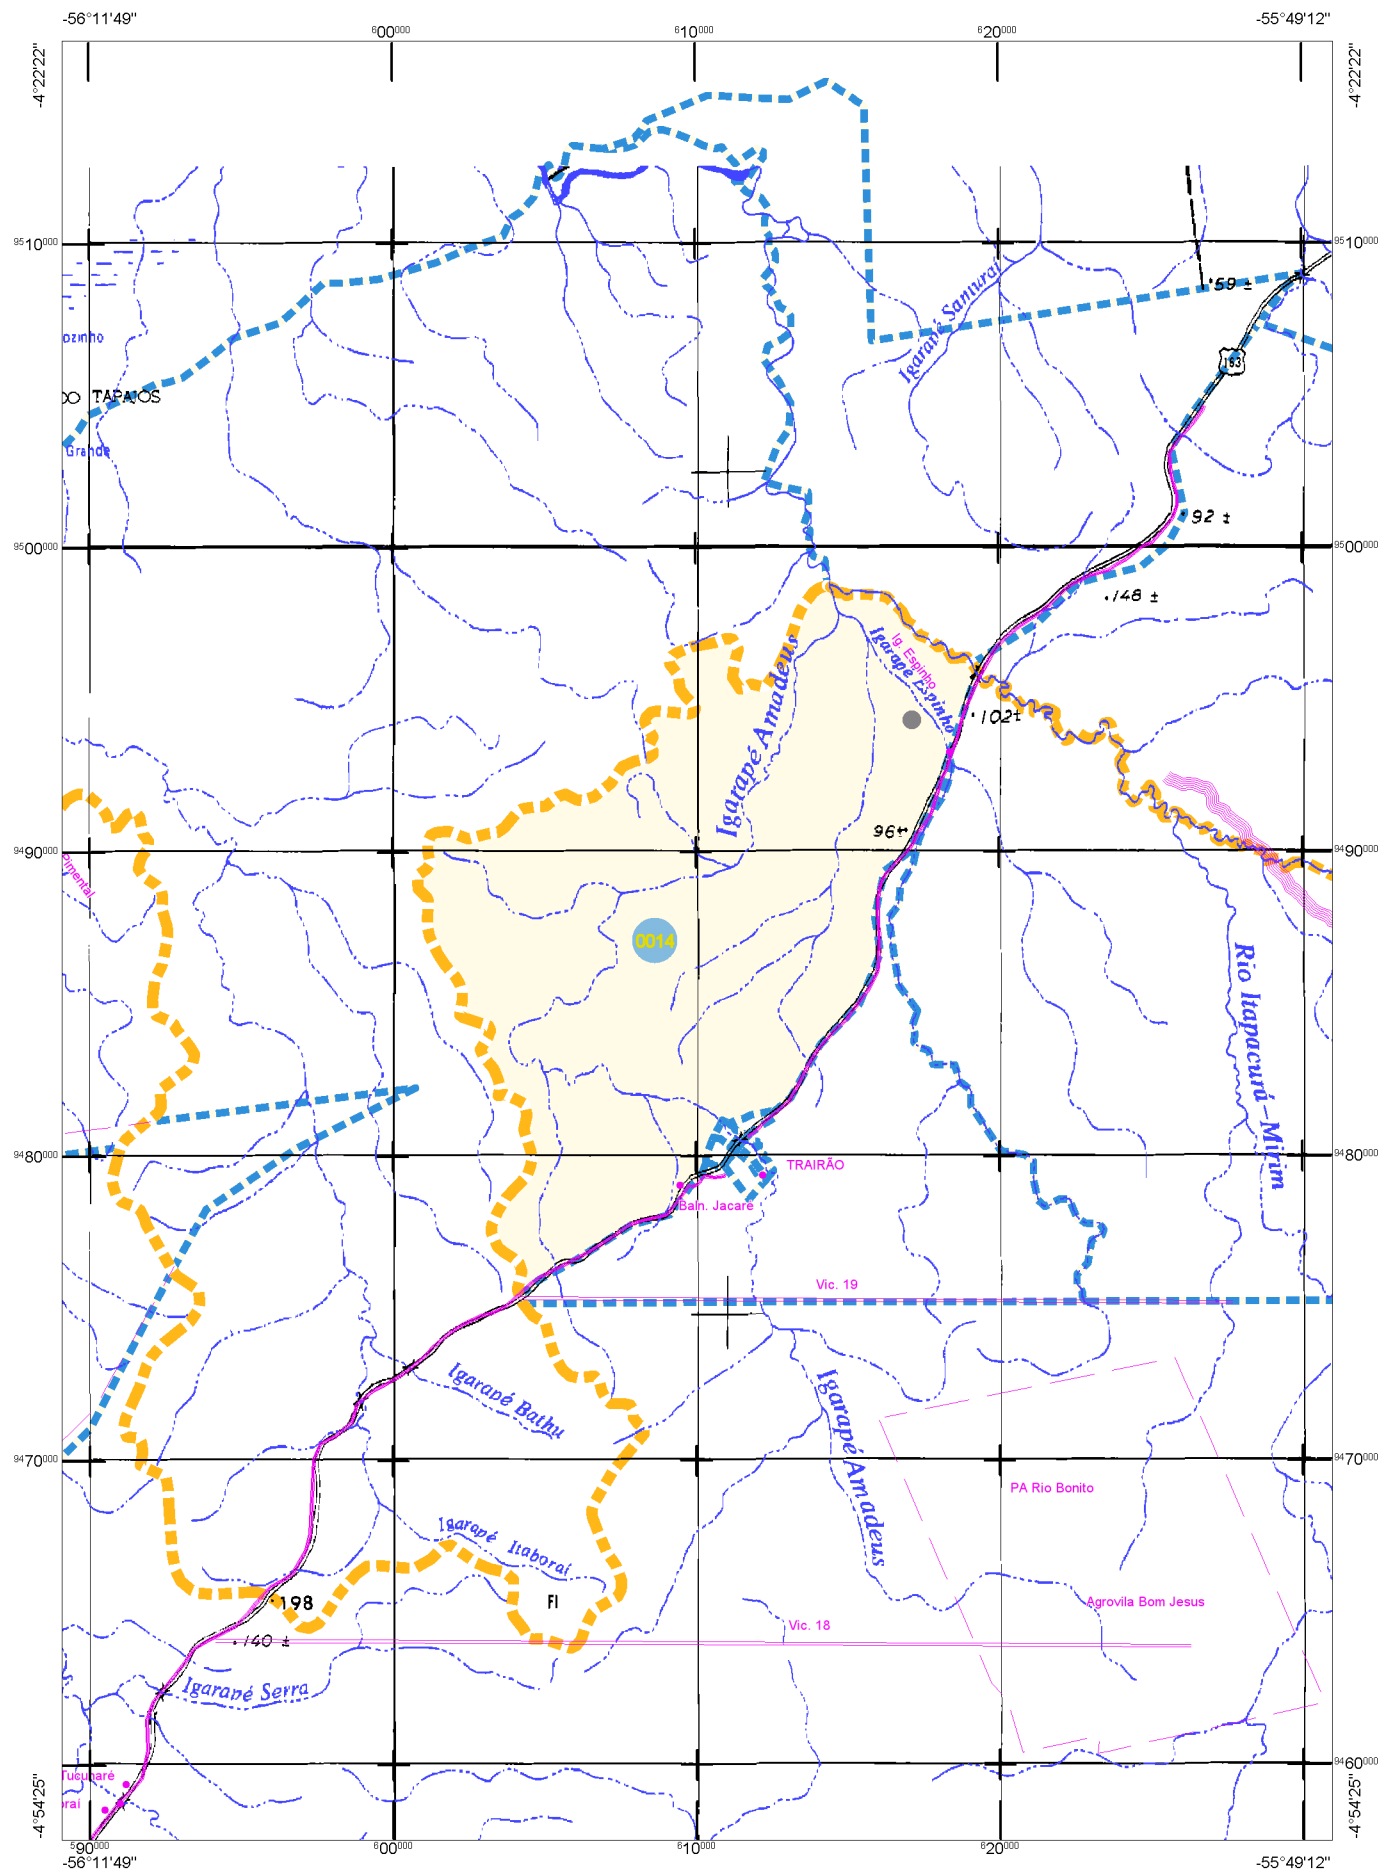 -56°11'49"
-55°49'12"
600000
610000
620000
-4°22'22"
-4°22'22"
9510000
9510000
Igarapé Samuraí
59 ±
ozinho
163
DO TAPAJOS
Grande
92 ±
9500000
9500000
148 ±
Igarapé Espinho
Ig. Espinho
Igarapé Amadeus
102±
96±
9490000
9490000
Pimental
0014
Rio Itapacurá-Mirim
9480000
9480000
TRAIRÃO
Baln. Jacaré
Vic. 19
Igarapé Bathu
Igarapé Amadeus
9470000
9470000
PA Rio Bonito
Igarapé Itaboraí
FI
198
Agrovila Bom Jesus
Vic. 18
140 ±
Igarapé Serra
9460000
Tucunaré
oraí
-4°54'25"
-4°54'25"
590000
600000
610000
620000
-56°11'49"
-55°49'12"